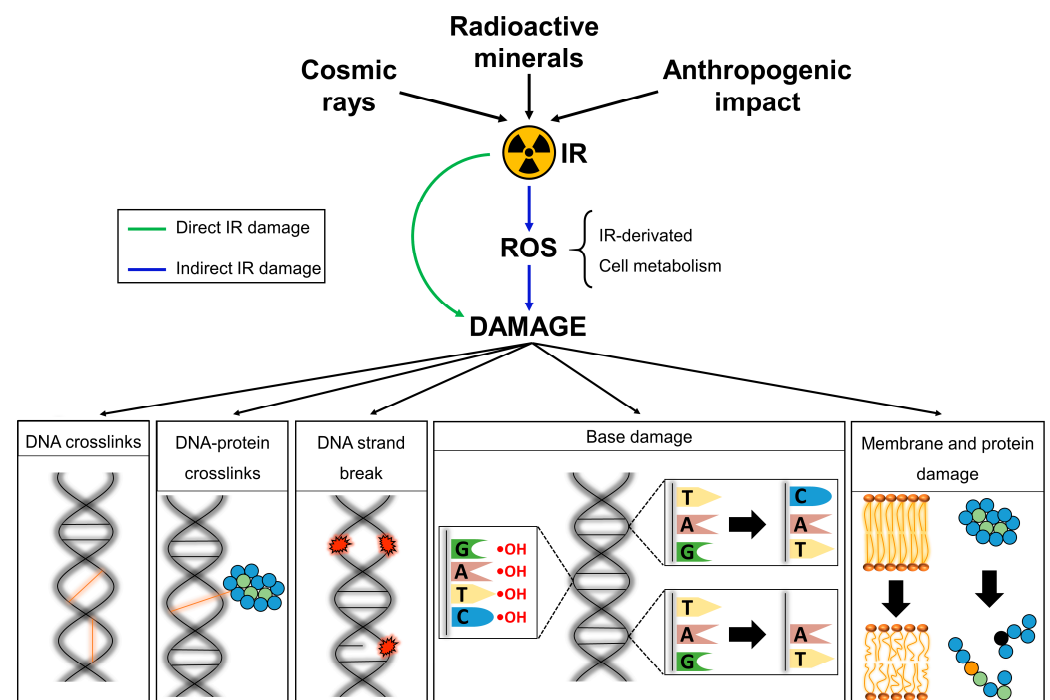 Radioactive
minerals
Cosmic
rays
Anthropogenic
impact
IR
Direct IR damage
Indirect IR damage
ROS
IR-derivated
Cell metabolism
DAMAGE
DNA crosslinks
DNA-protein
crosslinks
DNA strand
break
Base damage
Membrane and protein
damage
G •OH
A •OH
T •OH
C •OH
T
A
G
C
A
T
T
A
G
A
T